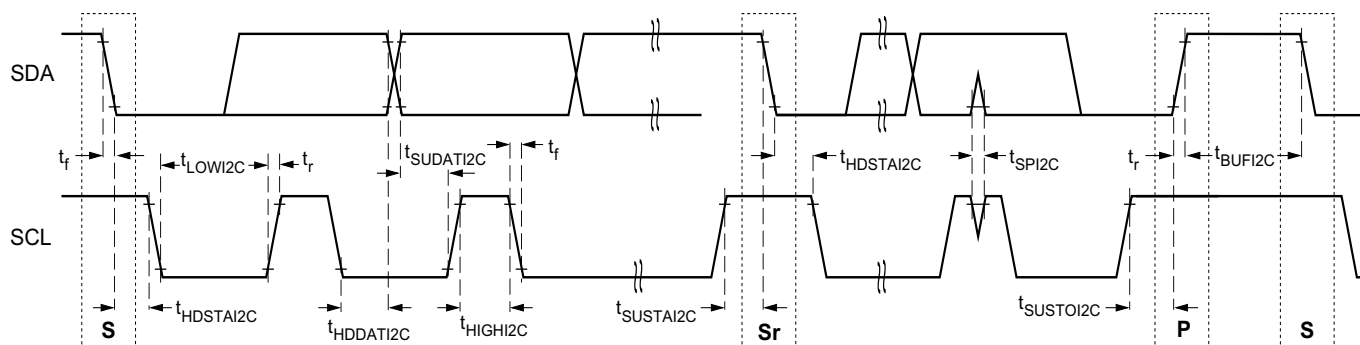 SDA
t_f
t_LOWI2C
t_r
t_SUDATI2C
t_f
t_HDSTAI2C
t_SPI2C
t_r
t_BUFI2C
SCL
t_HDSTAI2C
t_HDDATI2C
t_HIGHI2C
t_SUSTAI2C
t_SUSTOI2C
S
Sr
P
S